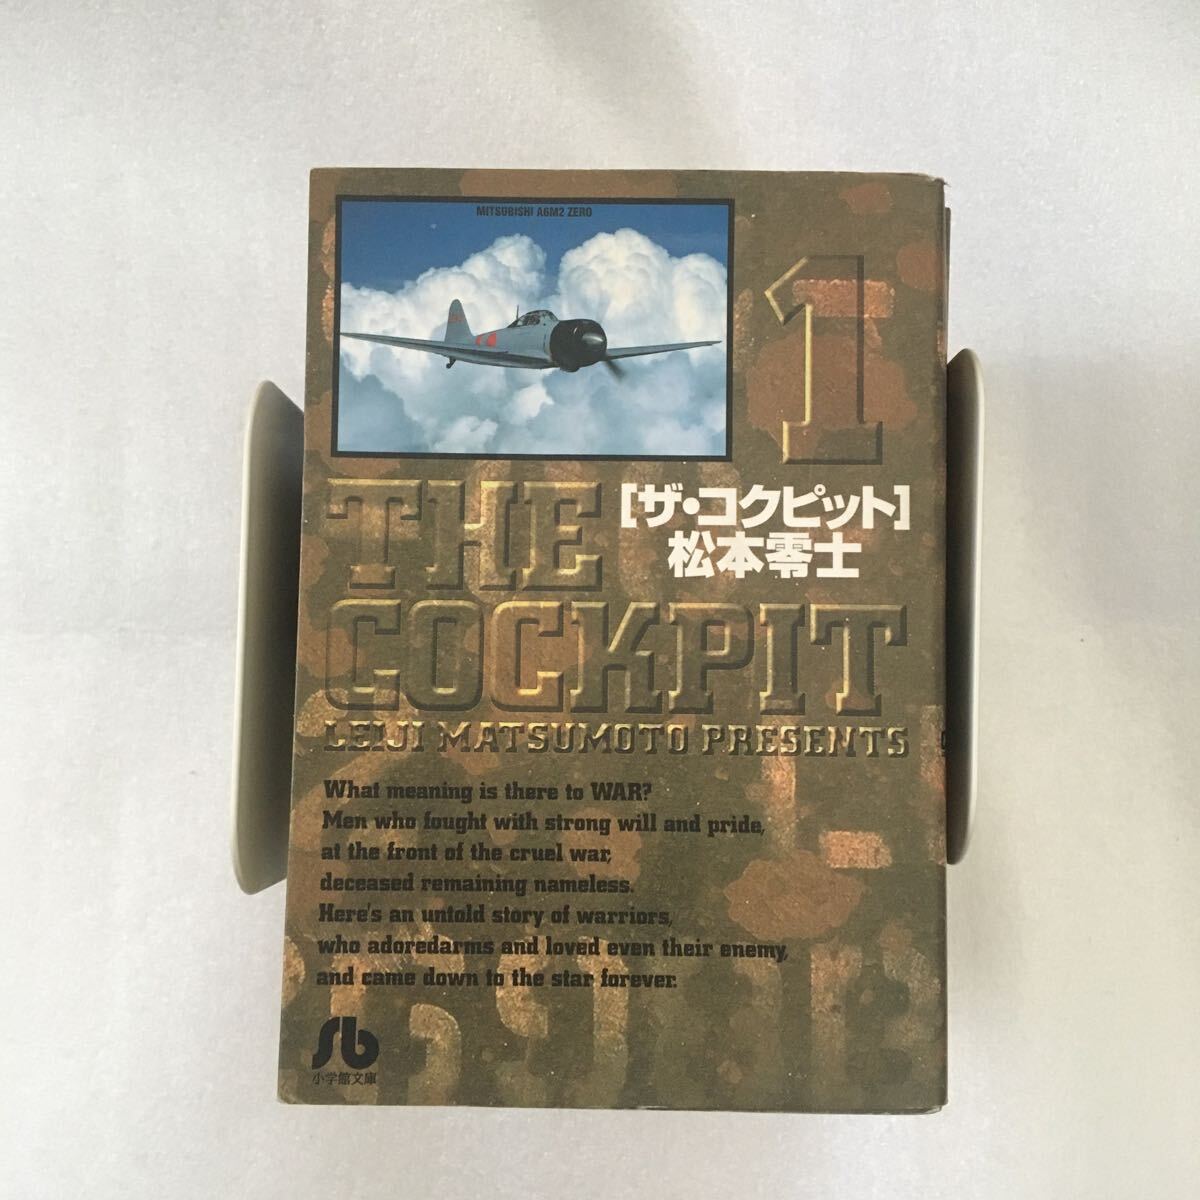 MITSUBISHI A6M2 ZERO
1
THE
[ザ・コクピット]
松本零士
COCKPIT
LEIJI MATSUMOTO PRESENTS
What meaning is there to WAR?
Men who fought with strong will and pride,
at the front of the cruel war,
deceased remaining nameless.
Here's an untold story of warriors,
who adoredarms and loved even their enemy,
and came down to the star forever.
sb
小学館文庫